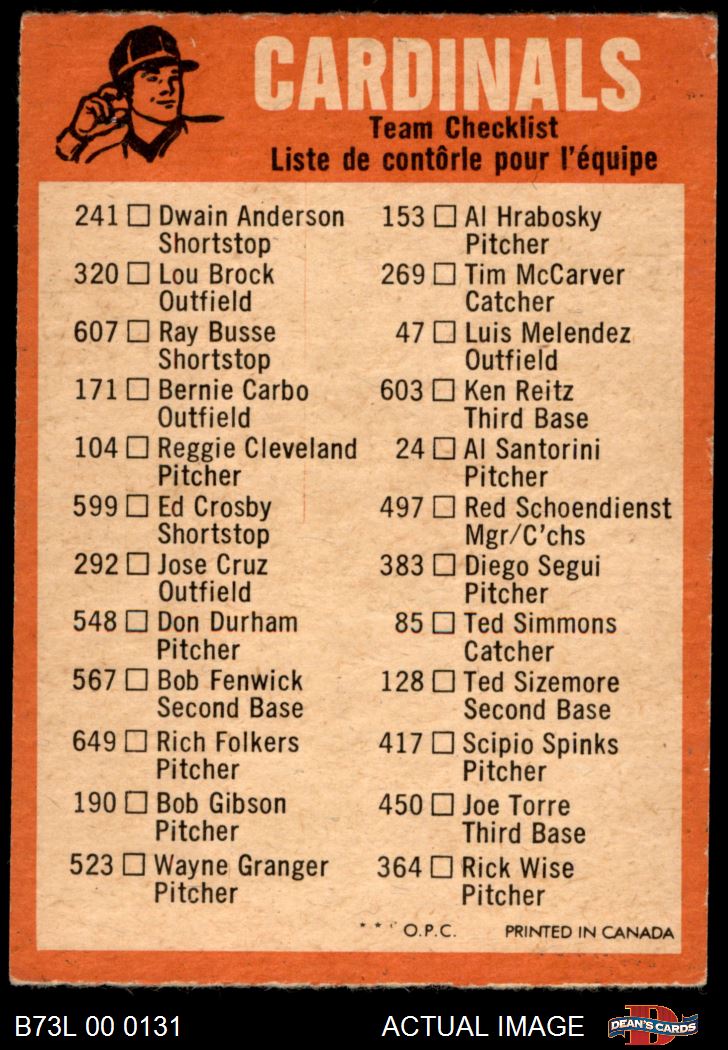 CARDINALS
Team Checklist
Liste de contôrle pour l'équipe
241 Dwain Anderson
Shortstop
320 Lou Brock
Outfield
607 Ray Busse
Shortstop
171 Bernie Carbo
Outfield
104 Reggie Cleveland
Pitcher
599 Ed Crosby
Shortstop
292 Jose Cruz
Outfield
548 Don Durham
Pitcher
567 Bob Fenwick
Second Base
649 Rich Folkers
Pitcher
190 Bob Gibson
Pitcher
523 Wayne Granger
Pitcher
153 Al Hrabosky
Pitcher
269 Tim McCarver
Catcher
47 Luis Melendez
Outfield
603 Ken Reitz
Third Base
24 Al Santorini
Pitcher
497 Red Schoendienst
Mgr/C'chs
383 Diego Segui
Pitcher
85 Ted Simmons
Catcher
128 Ted Sizemore
Second Base
417 Scipio Spinks
Pitcher
450 Joe Torre
Third Base
364 Rick Wise
Pitcher
* * * O.P.C. PRINTED IN CANADA
B73L 00 0131 ACTUAL IMAGE D DEAN'S CARDS